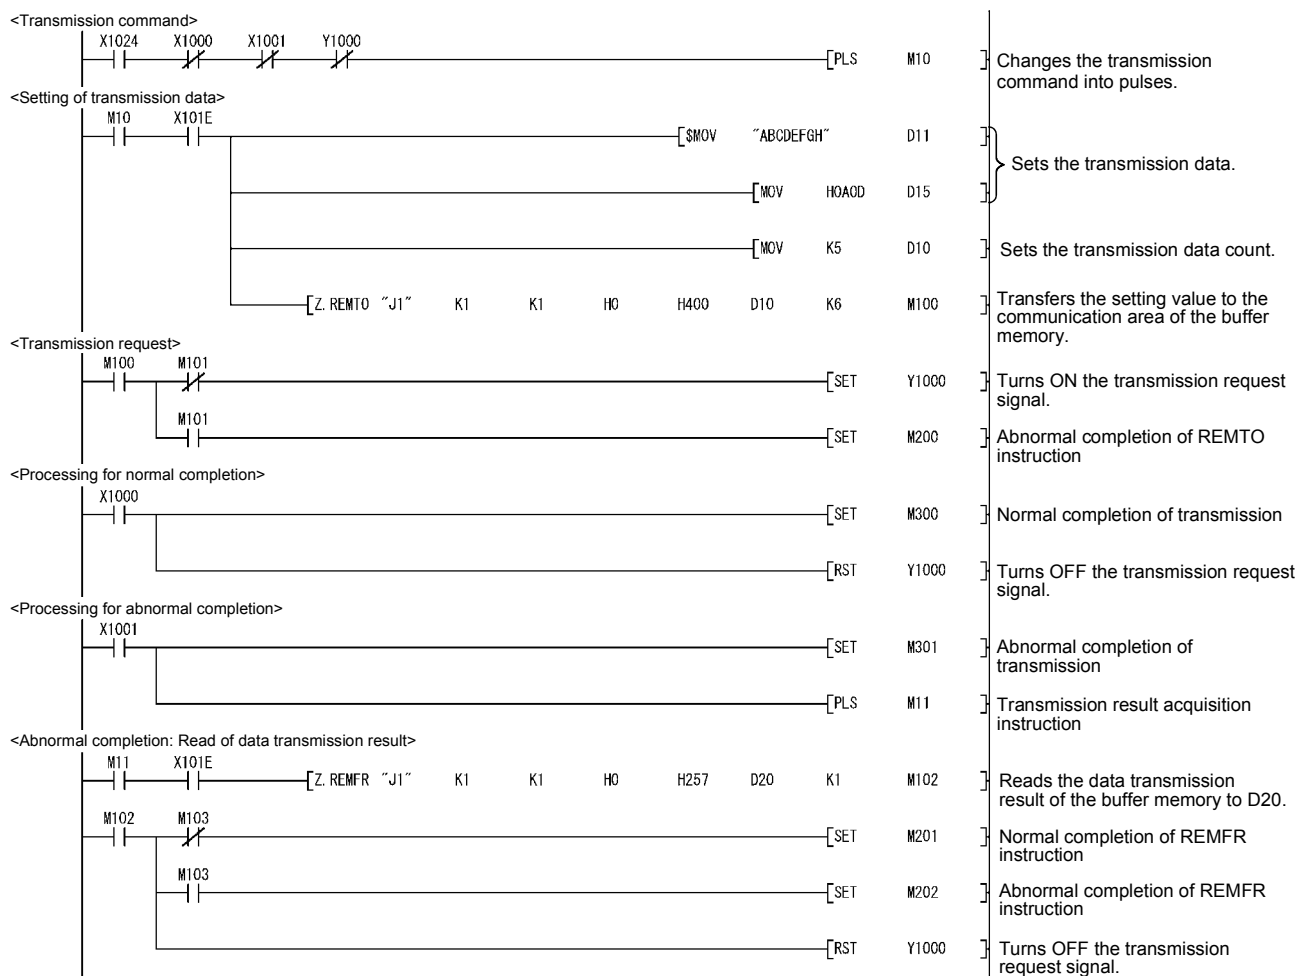 <Transmission command>
X1024 X1000 X1001 Y1000
[PLS M10 ] Changes the transmission
command into pulses.
<Setting of transmission data>
M10 X101E
[$MOV "ABCDEFGH" D11 ]
Sets the transmission data.
[MOV H0A0D D15 ]
[MOV K5 D10 ] Sets the transmission data count.
[Z.REMTO "J1" K1 K1 H0 H400 D10 K6 M100 ] Transfers the setting value to the
communication area of the buffer
memory.
<Transmission request>
M100 M101
[SET Y1000 ] Turns ON the transmission request
signal.
M101
[SET M200 ] Abnormal completion of REMTO
instruction
<Processing for normal completion>
X1000
[SET M300 ] Normal completion of transmission
[RST Y1000 ] Turns OFF the transmission request
signal.
<Processing for abnormal completion>
X1001
[SET M301 ] Abnormal completion of
transmission
[PLS M11 ] Transmission result acquisition
instruction
<Abnormal completion: Read of data transmission result>
M11 X101E
[Z.REMFR "J1" K1 K1 H0 H257 D20 K1 M102 ] Reads the data transmission
result of the buffer memory to D20.
M102 M103
[SET M201 ] Normal completion of REMFR
instruction
M103
[SET M202 ] Abnormal completion of REMFR
instruction
[RST Y1000 ] Turns OFF the transmission
request signal.